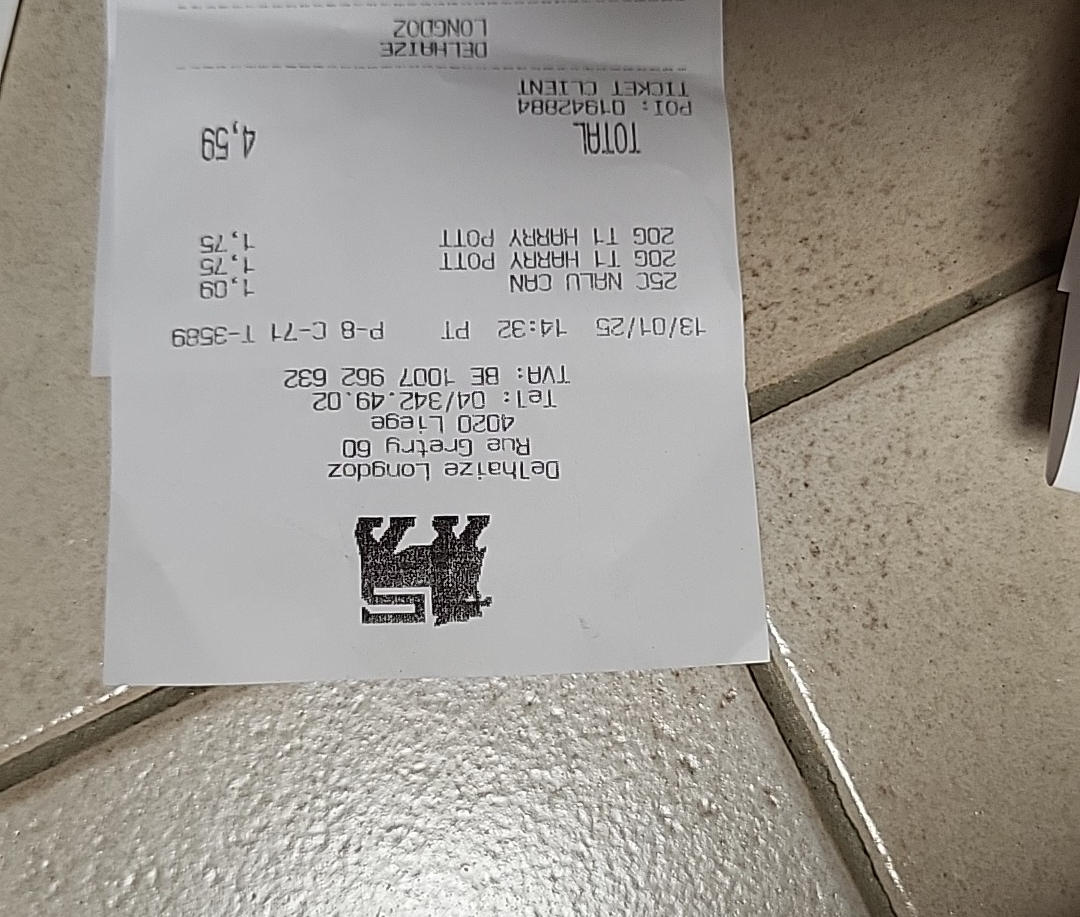 Delhaize Longdoz
Rue Gretry 60
4020 Liege
Tel: 04/342.49.02
TVA: BE 1007 962 632
13/01/25 14:32 PT P-8 C-71 T-3589
25C NALU CAN 1,09
20G T1 HARRY POTT 1,75
20G T1 HARRY POTT 1,75
TOTAL 4,59
POI: 01942884
TICKET CLIENT
DELHAIZE
LONGDOZ